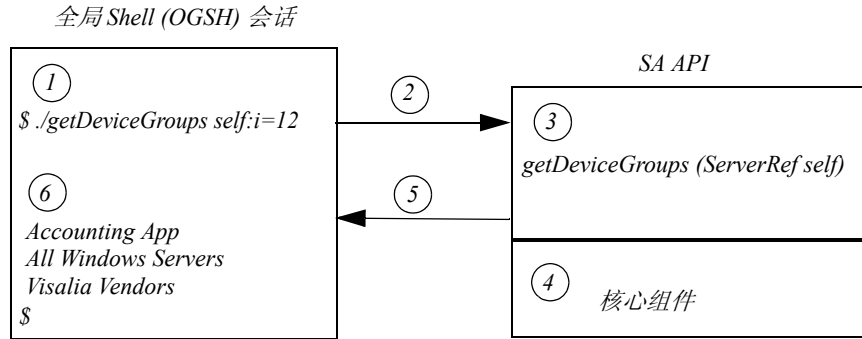 全局 Shell (OGSH) 会话
1
$ ./getDeviceGroups self:i=12
2
SA API
3
getDeviceGroups (ServerRef self)
6
5
Accounting App
All Windows Servers
Visalia Vendors
$
4
核心组件